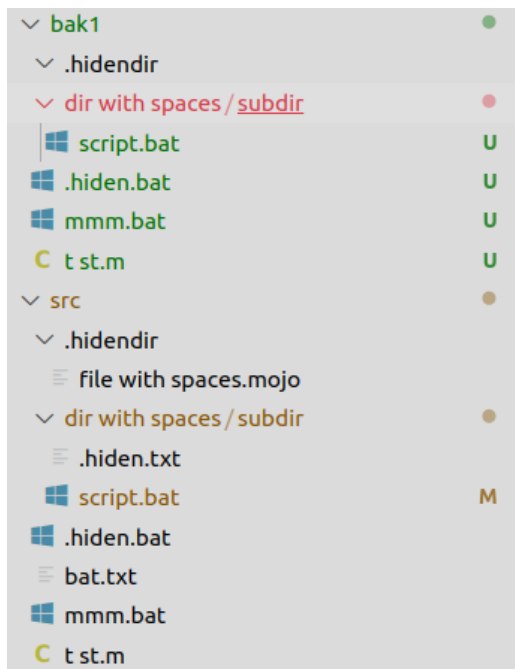 bak1
.hidendir
dir with spaces / subdir
script.bat U
.hiden.bat U
mmm.bat U
C t st.m U
src
.hidendir
file with spaces.mojo
dir with spaces / subdir
.hiden.txt
script.bat M
.hiden.bat
bat.txt
mmm.bat
C t st.m